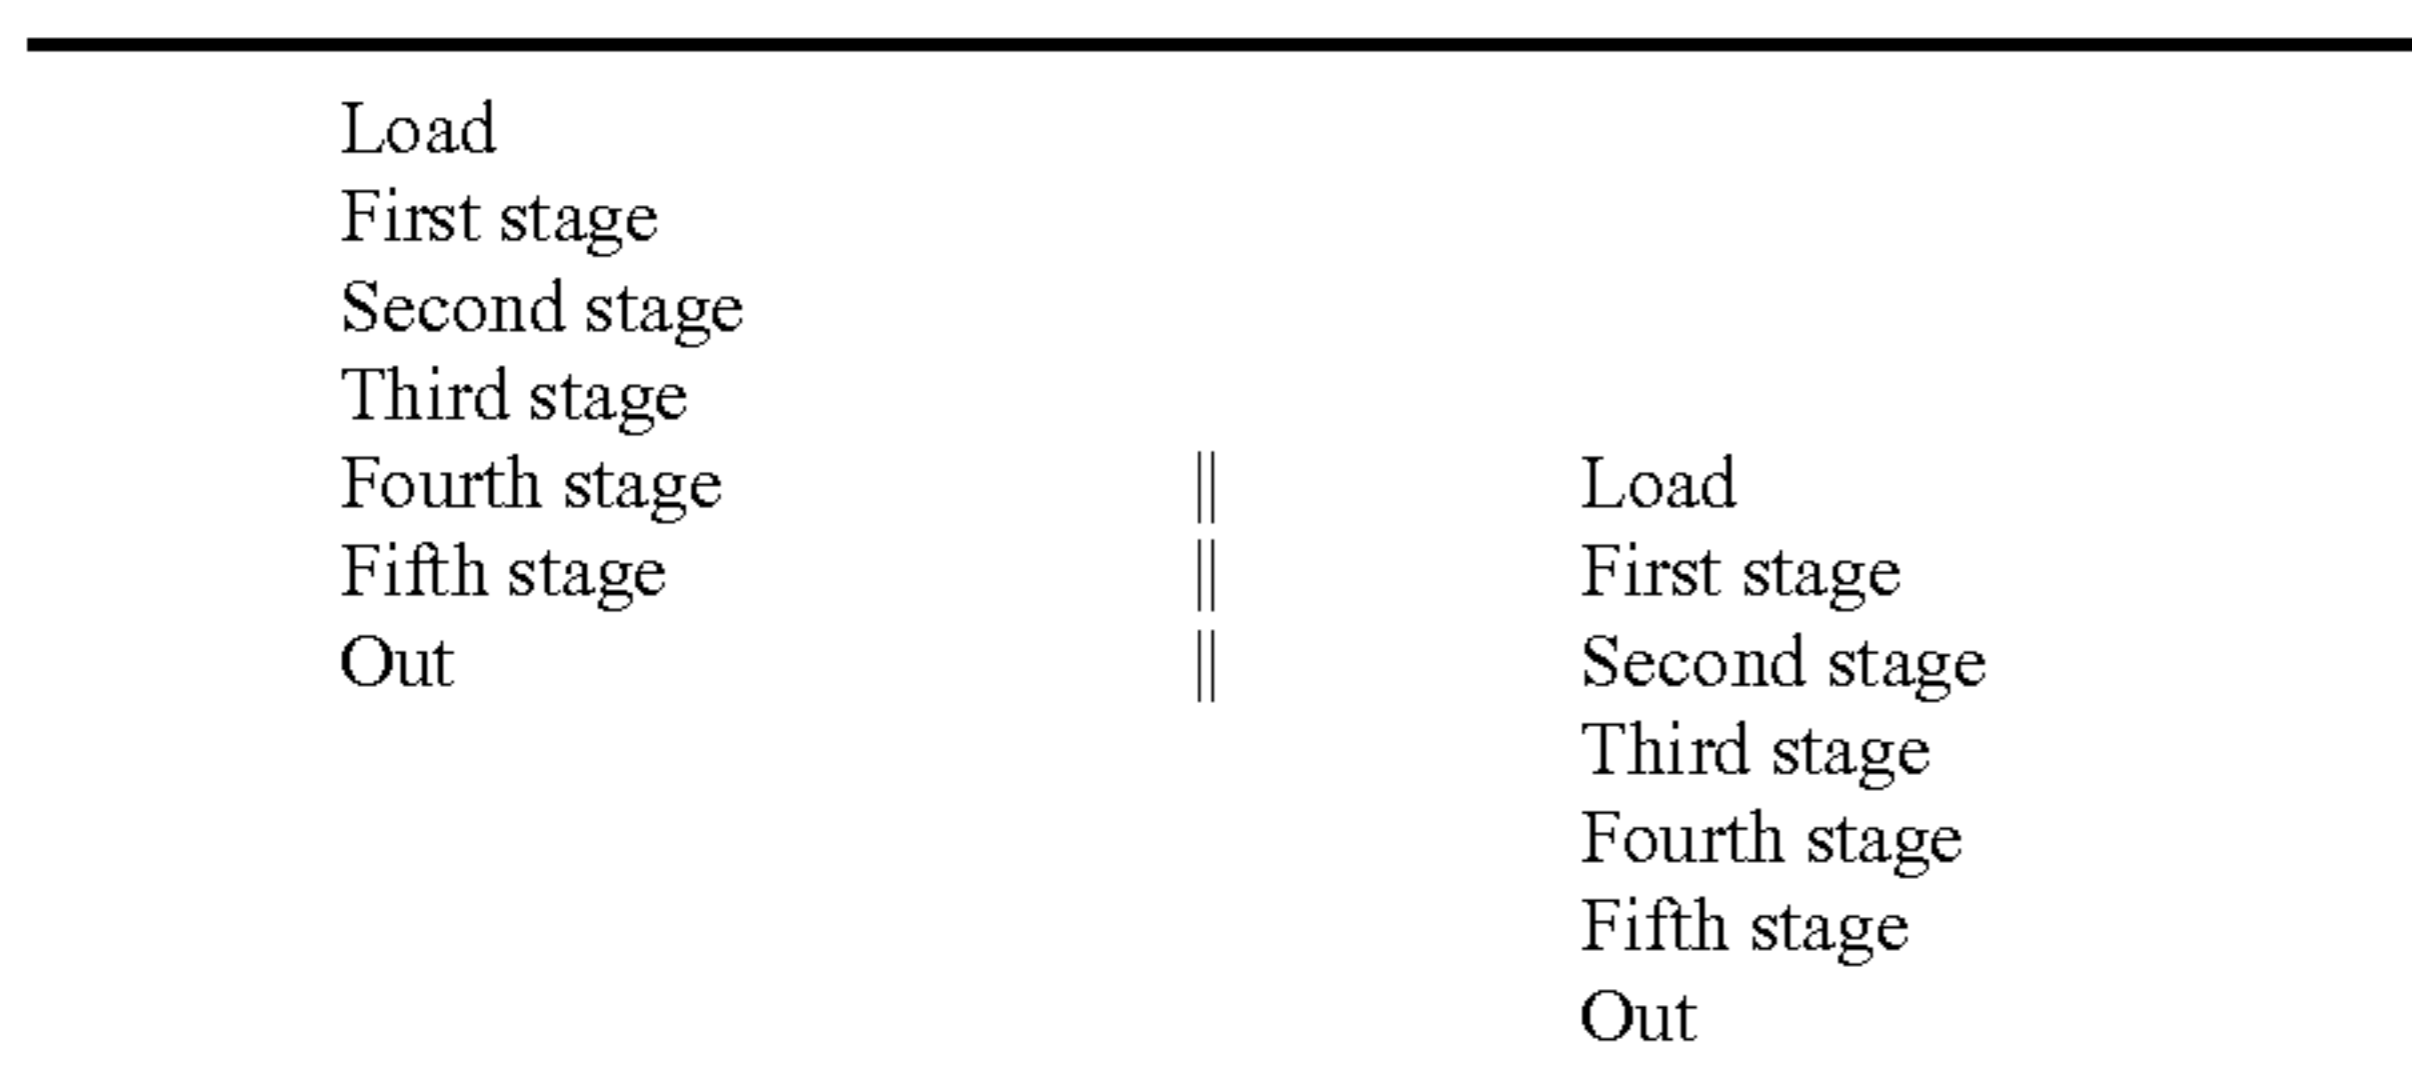 Load
First stage
Second stage
Third stage
Fourth stage || Load
Fifth stage || First stage
Out || Second stage
Third stage
Fourth stage
Fifth stage
Out